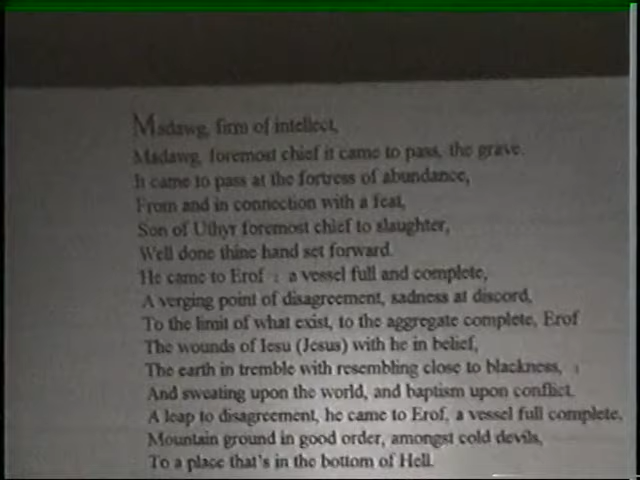 Madawg, firm of intellect,
Madawg, foremost chief it came to pass, the grave.
It came to pass at the fortress of abundance,
From and in connection with a feat,
Son of Uthyr foremost chief to slaughter,
Well done thine hand set forward.
He came to Erof : a vessel full and complete,
A verging point of disagreement, sadness at discord,
To the limit of what exist, to the aggregate complete, Erof
The wounds of Iesu (Jesus) with he in belief,
The earth in tremble with resembling close to blackness,
And sweating upon the world, and baptism upon conflict.
A leap to disagreement, he came to Erof, a vessel full complete,
Mountain ground in good order, amongst cold devils,
To a place that's in the bottom of Hell.